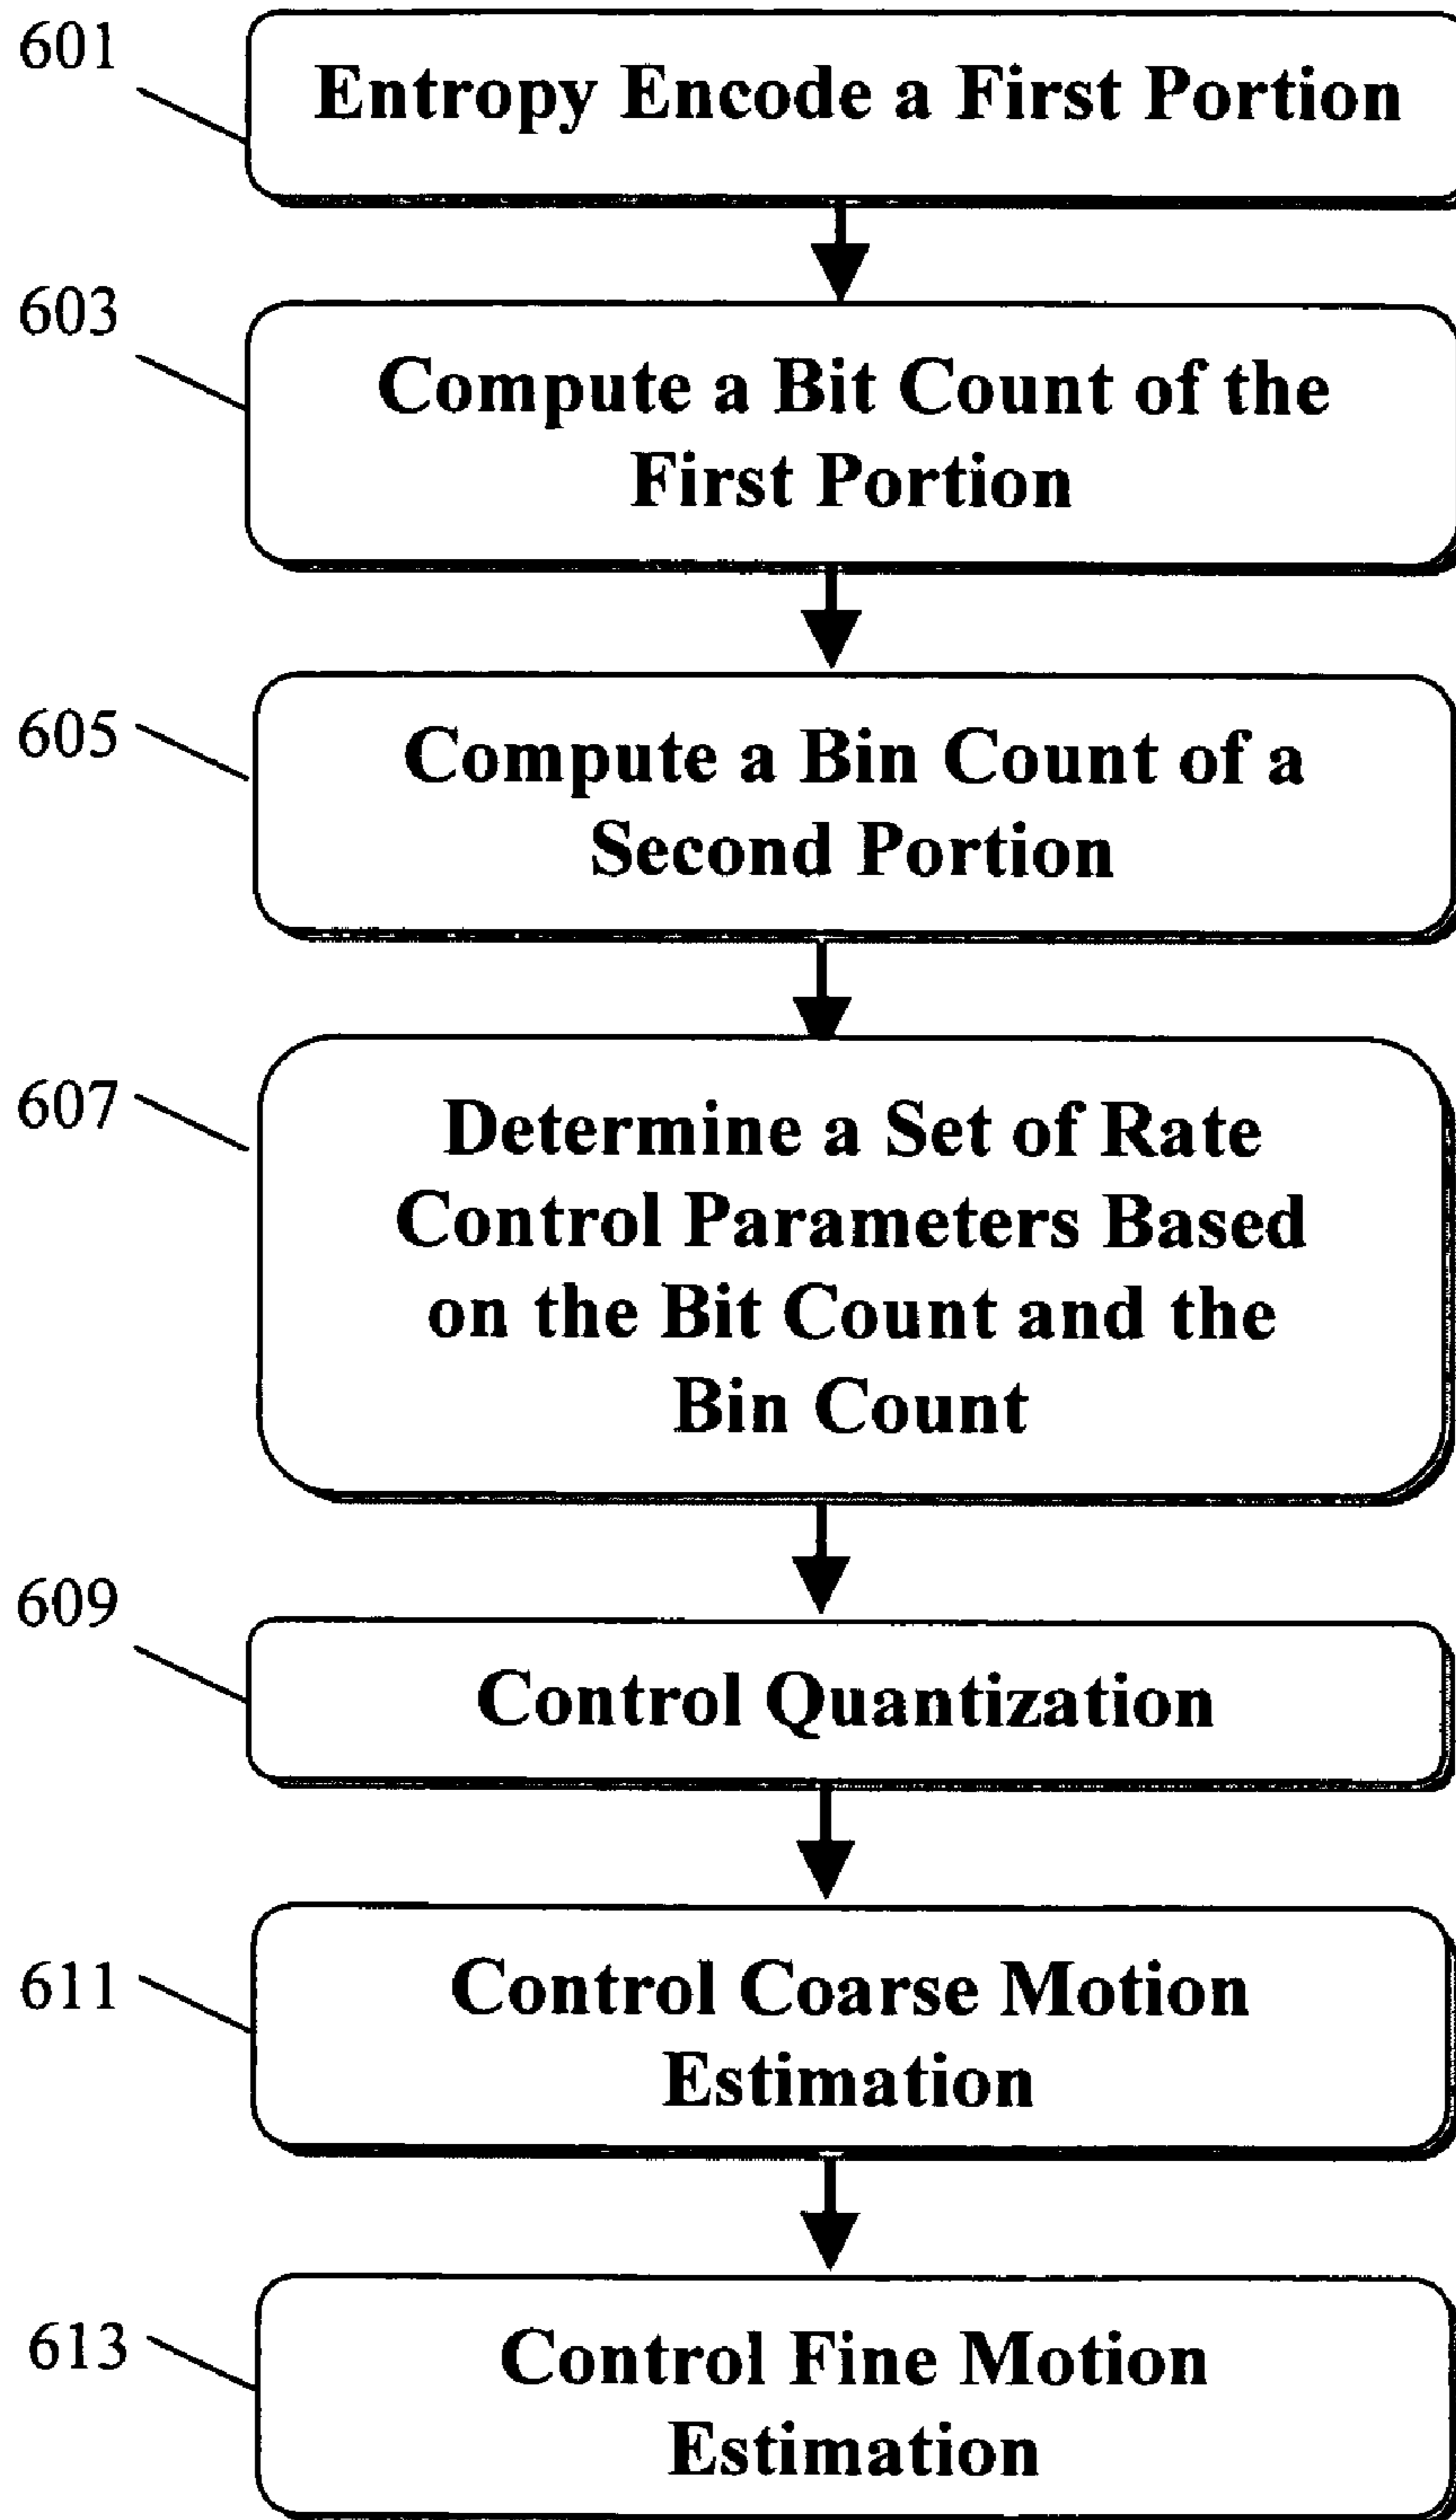 601
Entropy Encode a First Portion
603
Compute a Bit Count of the
First Portion
605
Compute a Bin Count of a
Second Portion
607
Determine a Set of Rate
Control Parameters Based
on the Bit Count and the
Bin Count
609
Control Quantization
611
Control Coarse Motion
Estimation
613
Control Fine Motion
Estimation